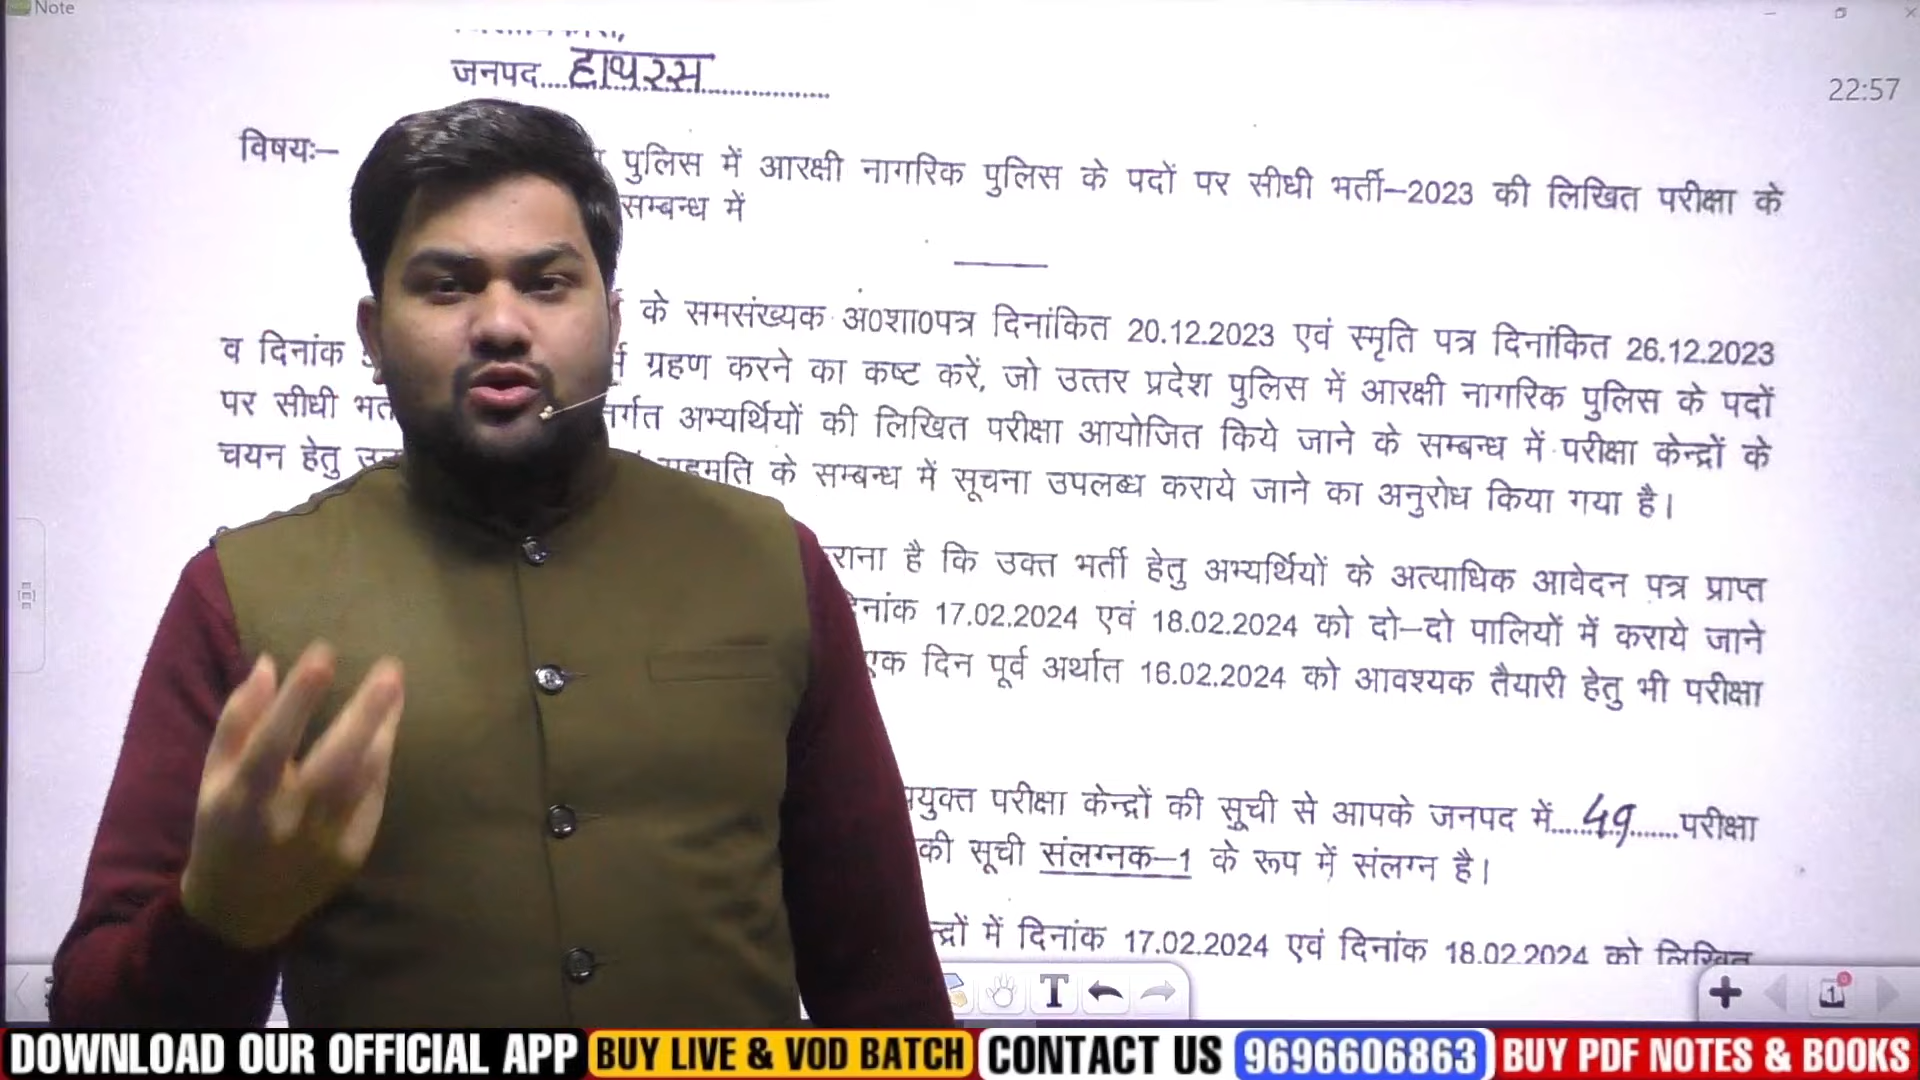 Note
जनपद....हाथरस....................
22:57
विषयः– पुलिस में आरक्षी नागरिक पुलिस के पदों पर सीधी भर्ती–2023 की लिखित परीक्षा के
सम्बन्ध में
के समसंख्यक अं०शा०पत्र दिनांकित 20.12.2023 एवं स्मृति पत्र दिनांकित 26.12.2023
व दिनांक ग्रहण करने का कष्ट करें, जो उत्तर प्रदेश पुलिस में आरक्षी नागरिक पुलिस के पदों
पर सीधी अभ्यर्थियों की लिखित परीक्षा आयोजित किये जाने के सम्बन्ध में परीक्षा केन्द्रों के
चयन हेतु के सम्बन्ध में सूचना उपलब्ध कराये जाने का अनुरोध किया गया है।
है कि उक्त भर्ती हेतु अभ्यर्थियों के अत्याधिक आवेदन पत्र प्राप्त
17.02.2024 एवं 18.02.2024 को दो–दो पालियों में कराये जाने
एक दिन पूर्व अर्थात 16.02.2024 को आवश्यक तैयारी हेतु भी परीक्षा
परीक्षा केन्द्रों की सूची से आपके जनपद में......49.......परीक्षा
की सूची संलग्नक–1 के रूप में संलग्न है।
में दिनांक 17.02.2024 एवं दिनांक 18.02.2024 को लिखित
T
1
DOWNLOAD OUR OFFICIAL APP BUY LIVE & VOD BATCH CONTACT US 9696606863 BUY PDF NOTES & BOOKS